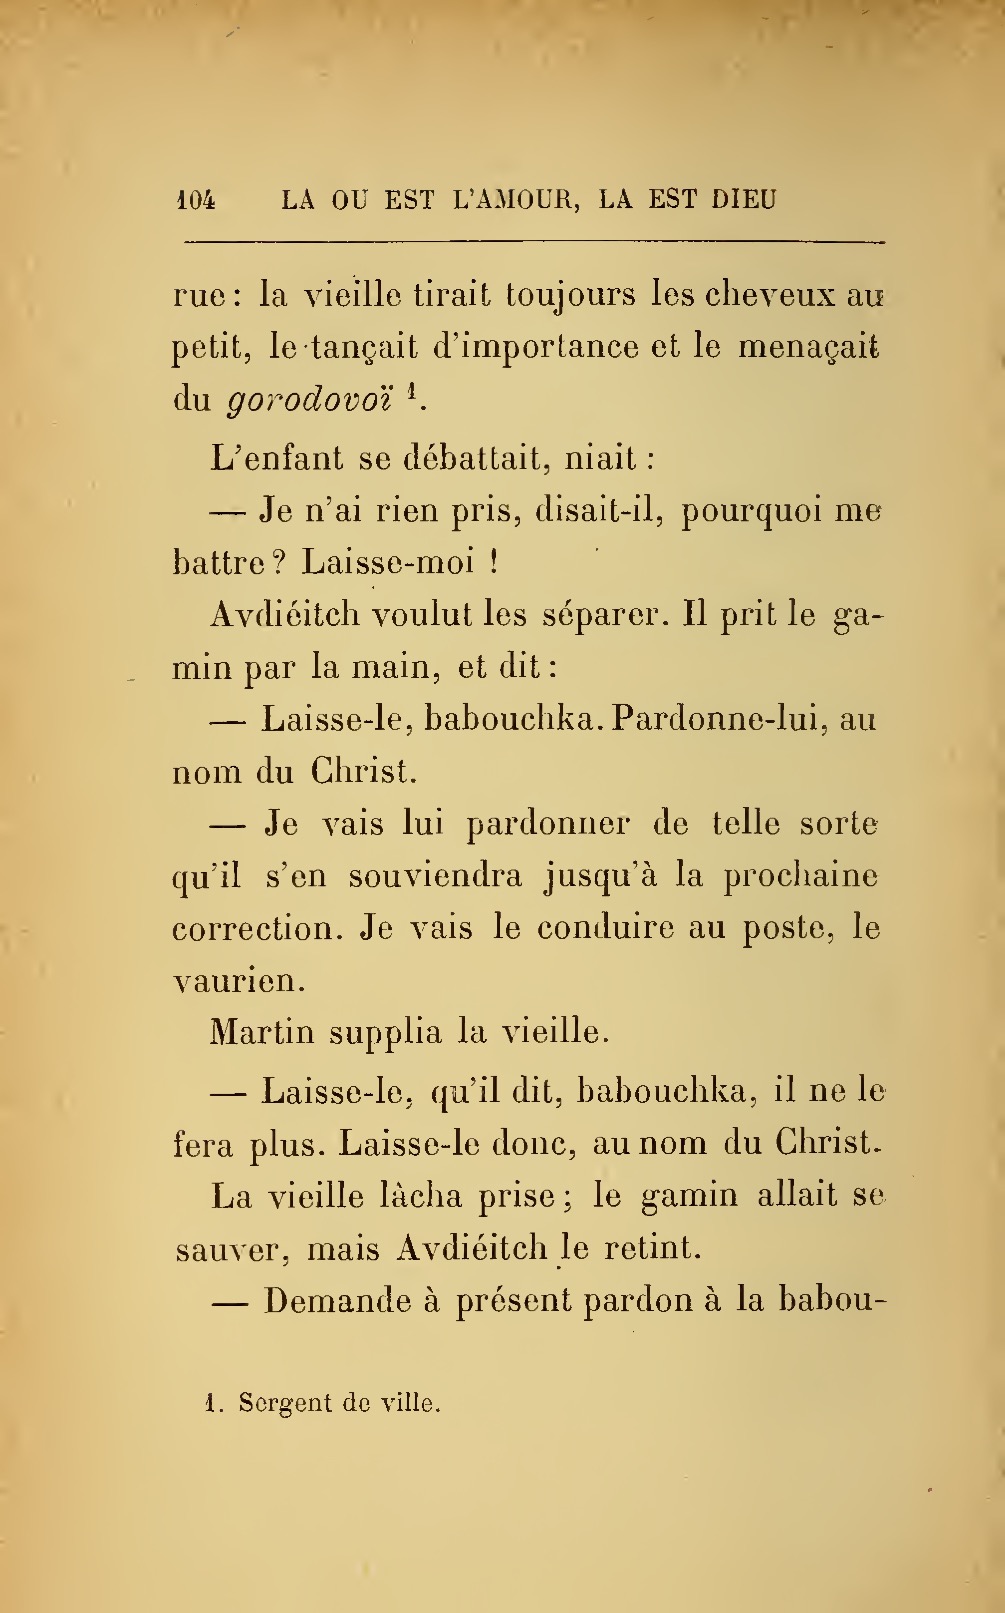 104 LA OU EST L'AMOUR, LA EST DIEU
rue : la vieille tirait toujours les cheveux au
petit, le tançait d'importance et le menaçait
du gorodovoï 1.
L'enfant se débattait, niait :
— Je n'ai rien pris, disait-il, pourquoi me
battre ? Laisse-moi !
Avdiéitch voulut les séparer. Il prit le ga-
min par la main, et dit :
— Laisse-le, babouchka. Pardonne-lui, au
nom du Christ.
— Je vais lui pardonner de telle sorte
qu'il s'en souviendra jusqu'à la prochaine
correction. Je vais le conduire au poste, le
vaurien.
Martin supplia la vieille.
— Laisse-le, qu'il dit, babouchka, il ne le
fera plus. Laisse-le donc, au nom du Christ.
La vieille lâcha prise ; le gamin allait se
sauver, mais Avdiéitch le retint.
— Demande à présent pardon à la babou-
1. Sergent de ville.